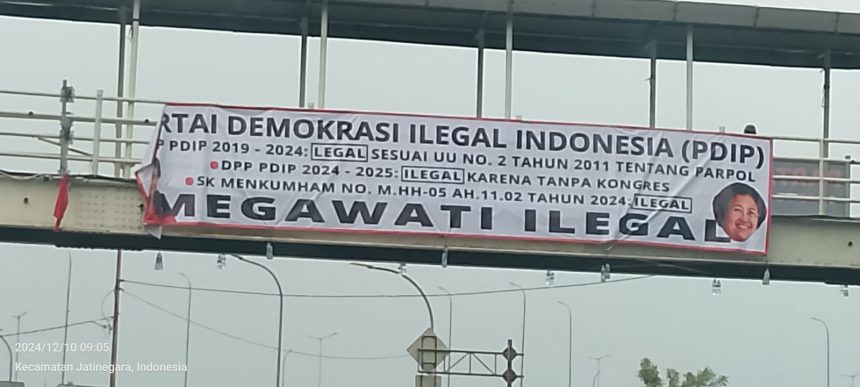 RTAI DEMOKRASI ILEGAL INDONESIA (PDIP)
P PDIP 2019 - 2024: LEGAL SESUAI UU NO. 2 TAHUN 2011 TENTANG PARPOL
DPP PDIP 2024 - 2025: ILEGAL KARENA TANPA KONGRES
SK MENKUMHAM NO. M.HH-05 AH.11.02 TAHUN 2024: ILEGAL
MEGAWATI ILEGAL
2024/12/10 09:05
Kecamatan Jatinegara, Indonesia